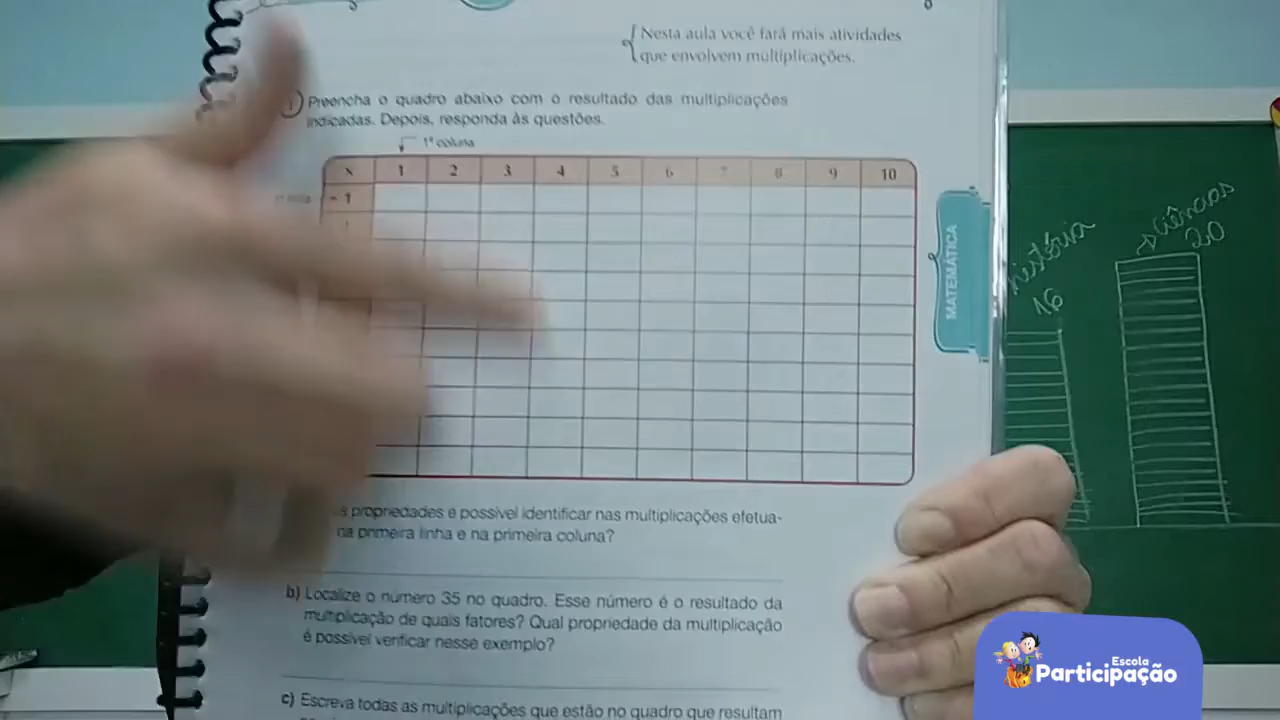 Nesta aula você fará mais atividades
que envolvem multiplicações.
Preencha o quadro abaixo com o resultado das multiplicações
indicadas. Depois, responda às questões.
1ª coluna
x 1 2 3 4 5 6 7 8 9 10
1
propriedades é possível identificar nas multiplicações efetua-
na primeira linha e na primeira coluna?
b) Localize o número 35 no quadro. Esse número é o resultado da
multiplicação de quais fatores? Qual propriedade da multiplicação
é possível verificar nesse exemplo?
c) Escreva todas as multiplicações que estão no quadro que resultam
MATEMÁTICA
história
16
Ciências
20
Escola
Participação